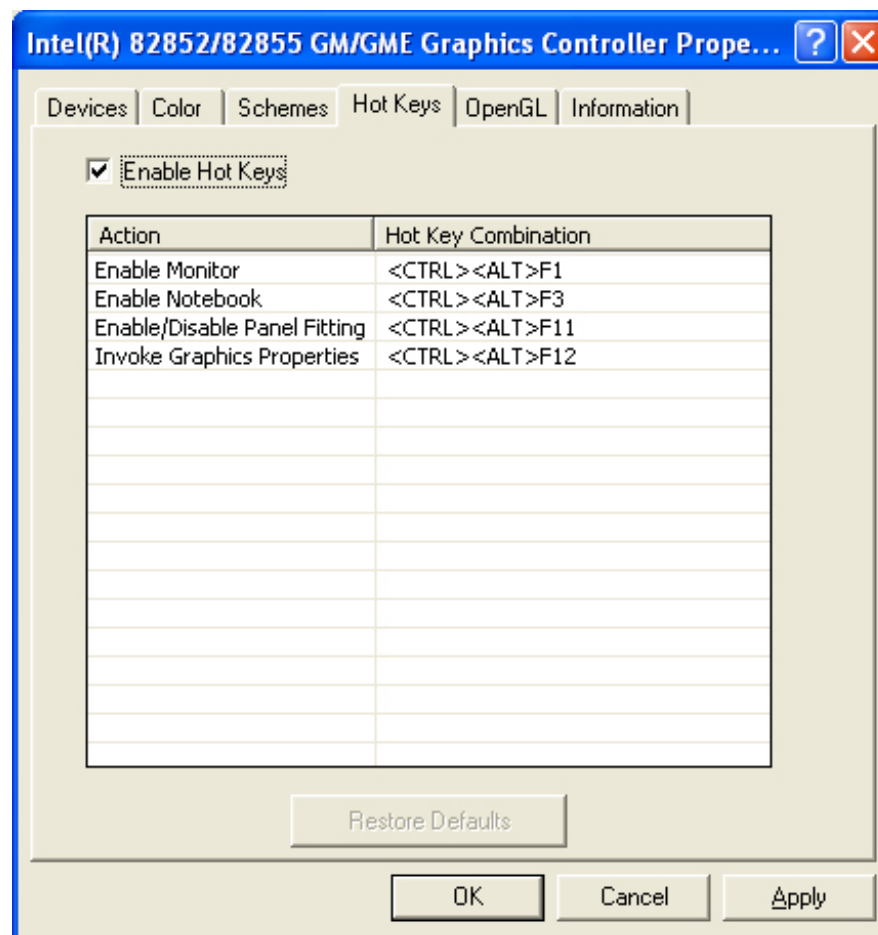 Intel(R) 82852/82855 GM/GME Graphics Controller Prope...
Devices Color Schemes Hot Keys OpenGL Information
Enable Hot Keys
Action Hot Key Combination
Enable Monitor <CTRL><ALT>F1
Enable Notebook <CTRL><ALT>F3
Enable/Disable Panel Fitting <CTRL><ALT>F11
Invoke Graphics Properties <CTRL><ALT>F12
Restore Defaults
OK Cancel Apply